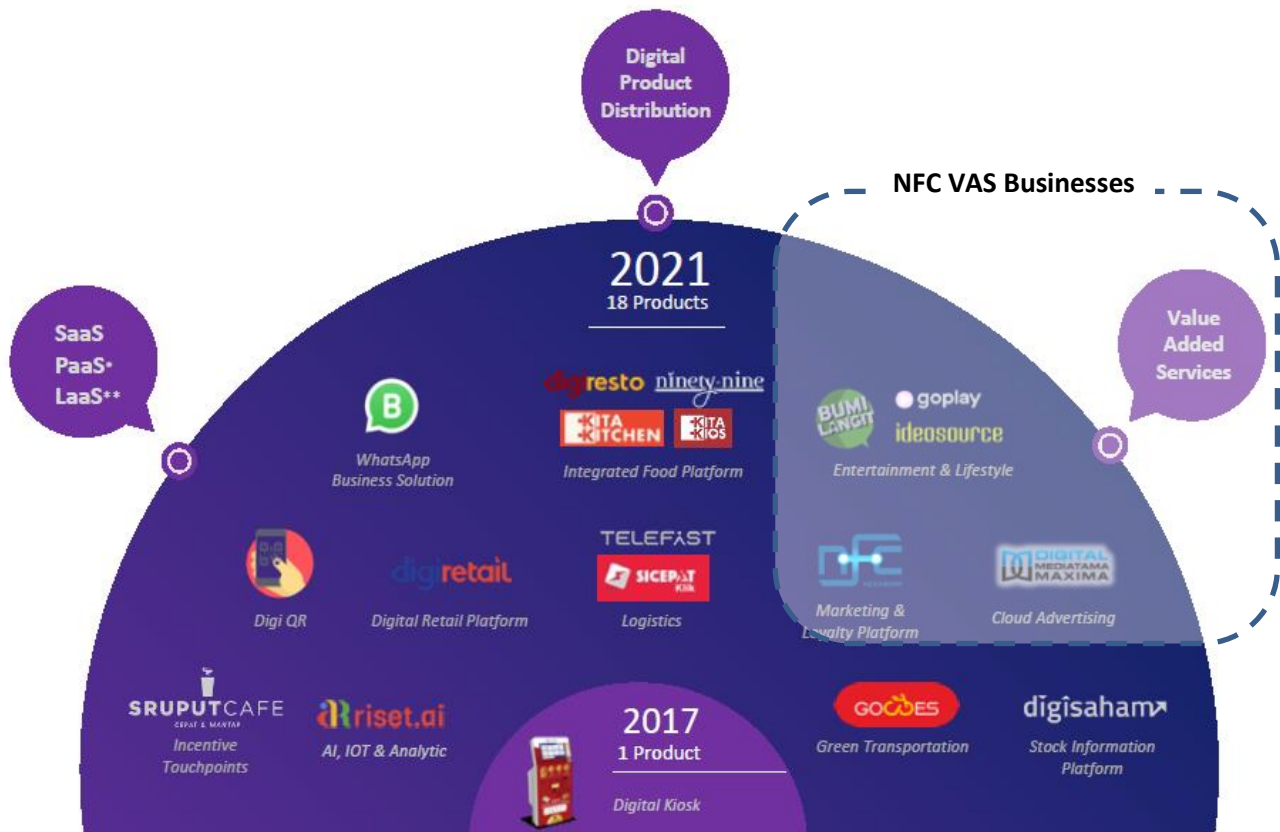 Digital
Product
Distribution
NFC VAS Businesses
2021
18 Products
SaaS
PaaS*
LaaS**
Value
Added
Services
B
WhatsApp
Business Solution
digiresto ninety-nine
KITA
KITCHEN
KITA
KIOS
Integrated Food Platform
BUMI
LANGIT
goplay
ideosource
Entertainment & Lifestyle
Digi QR
digiretail
Digital Retail Platform
TELEFAST
SICEPAT
Klik
Logistics
nfc
Marketing &
Loyalty Platform
DIGITAL
MEDIATAMA
MAXIMA
Cloud Advertising
SRUPUTCAFE
CEPAT & MANTAP
Incentive
Touchpoints
riset.ai
AI, IOT & Analytic
2017
1 Product
Digital Kiosk
GOWES
Green Transportation
digisaham
Stock Information
Platform